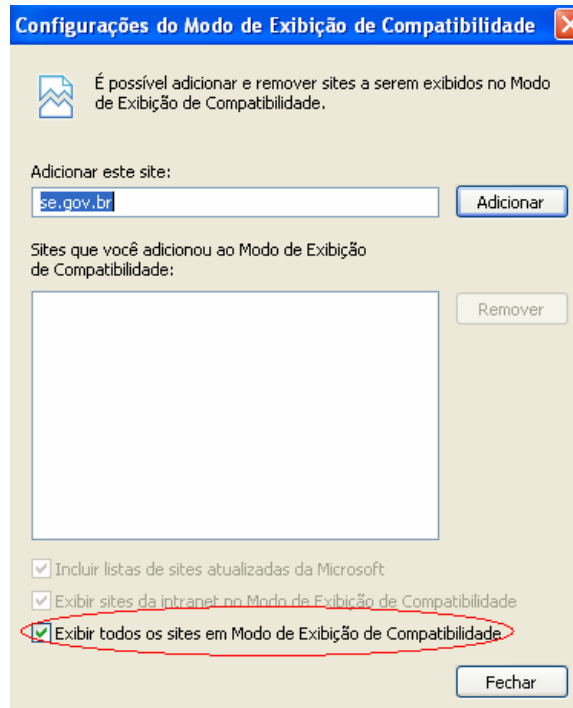 Configurações do Modo de Exibição de Compatibilidade
É possível adicionar e remover sites a serem exibidos no Modo
de Exibição de Compatibilidade.
Adicionar este site:
se.gov.br
Adicionar
Sites que você adicionou ao Modo de Exibição
de Compatibilidade:
Remover
Incluir listas de sites atualizadas da Microsoft
Exibir sites da intranet no Modo de Exibição de Compatibilidade
Exibir todos os sites em Modo de Exibição de Compatibilidade
Fechar